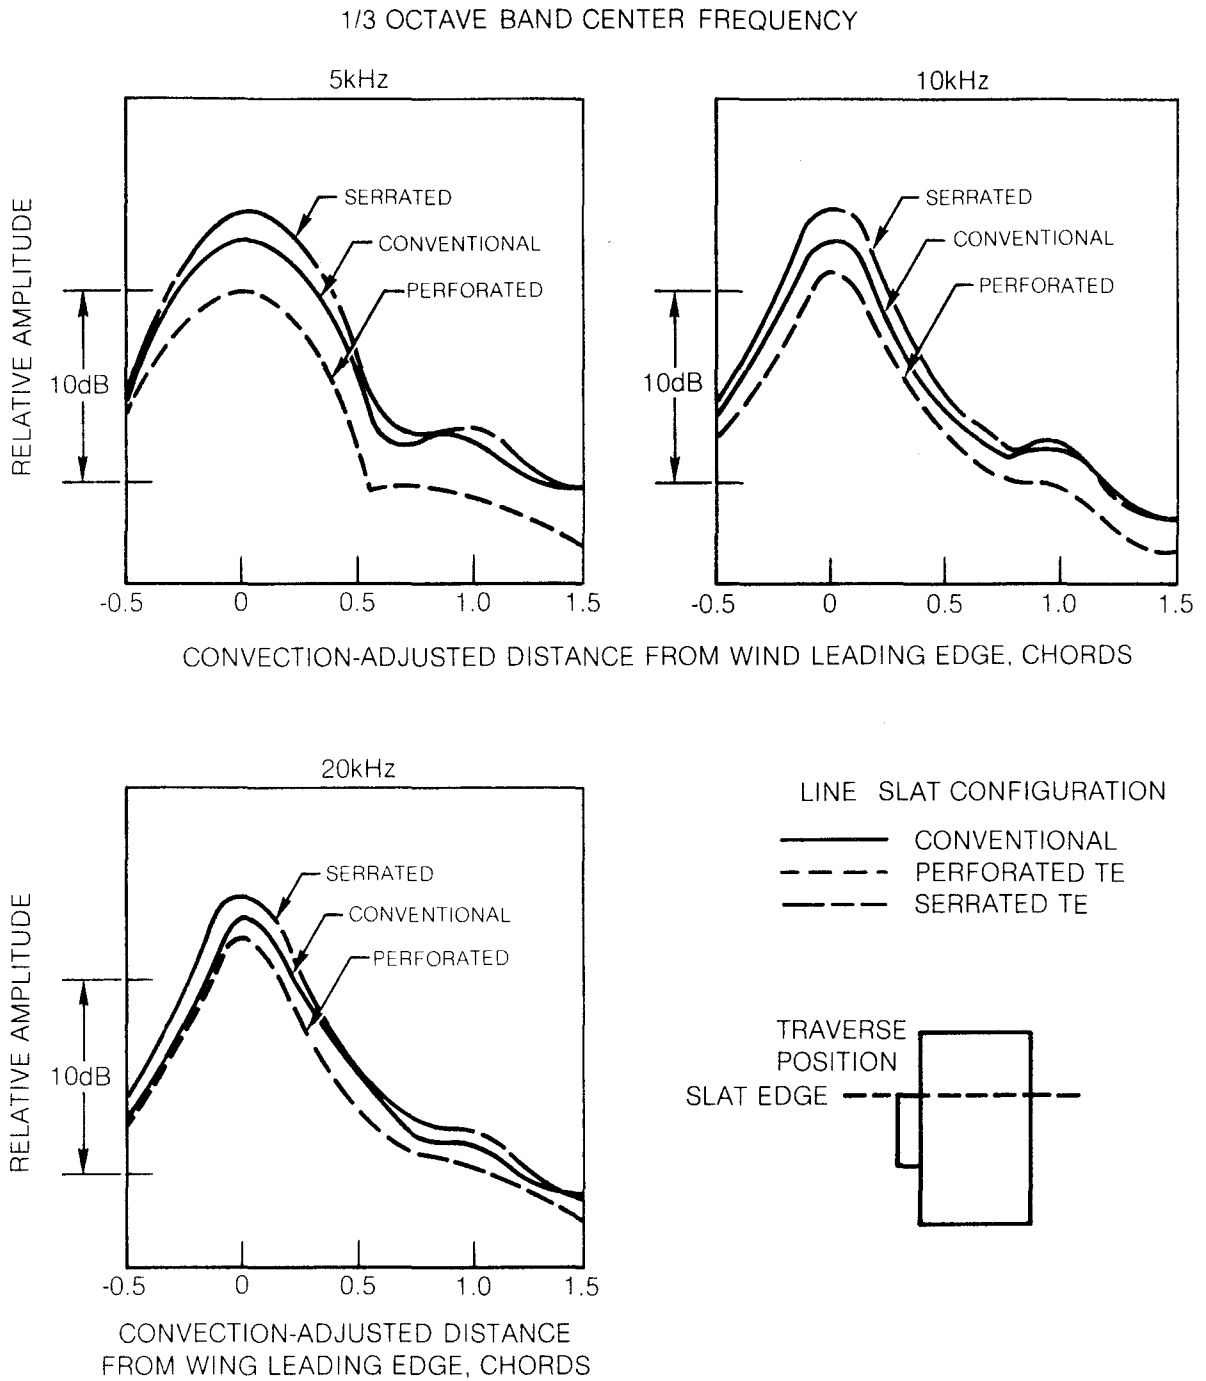 1/3 OCTAVE BAND CENTER FREQUENCY
5kHz
RELATIVE AMPLITUDE
10dB
SERRATED
CONVENTIONAL
PERFORATED
-0.5 0 0.5 1.0 1.5
10kHz
10dB
SERRATED
CONVENTIONAL
PERFORATED
-0.5 0 0.5 1.0 1.5
CONVECTION-ADJUSTED DISTANCE FROM WIND LEADING EDGE, CHORDS
20kHz
RELATIVE AMPLITUDE
10dB
SERRATED
CONVENTIONAL
PERFORATED
-0.5 0 0.5 1.0 1.5
CONVECTION-ADJUSTED DISTANCE
FROM WING LEADING EDGE, CHORDS
LINE SLAT CONFIGURATION
CONVENTIONAL
PERFORATED TE
SERRATED TE
TRAVERSE
POSITION
SLAT EDGE